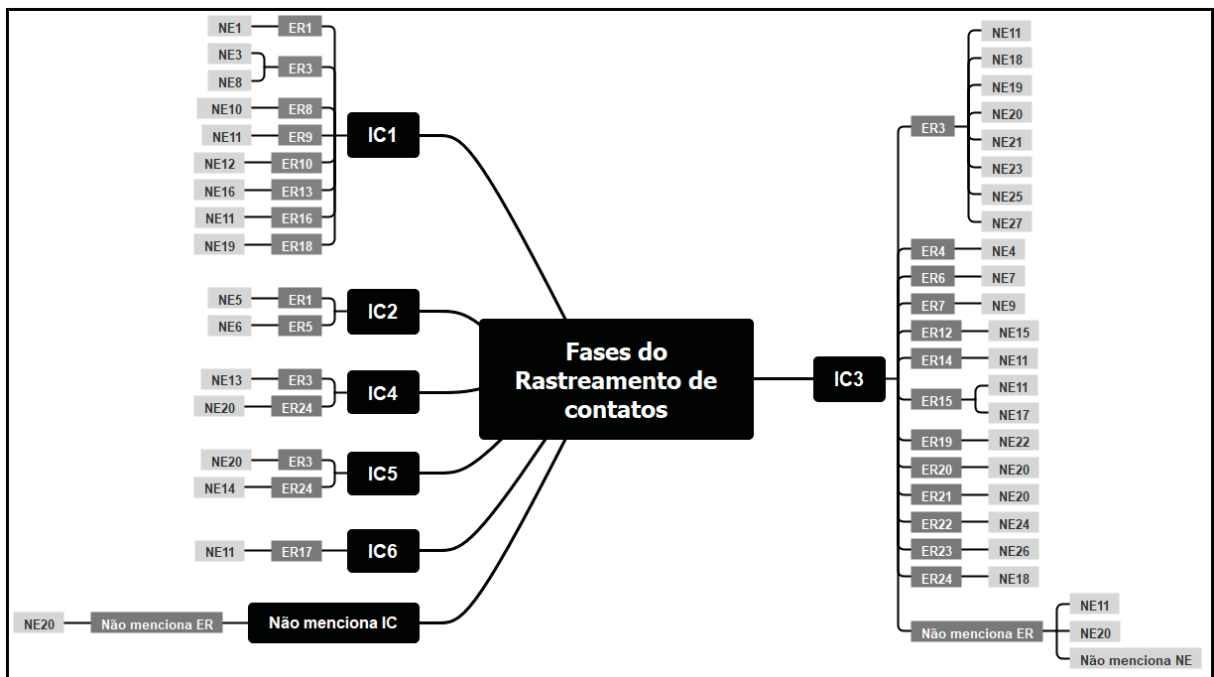 NE1
ER1
NE3
NE8
ER3
NE10
ER8
NE11
ER9
NE12
ER10
NE16
ER13
NE11
ER16
NE19
ER18
IC1
NE5
ER1
NE6
ER5
IC2
NE13
ER3
NE20
ER24
IC4
NE20
ER3
NE14
ER24
IC5
NE11
ER17
IC6
NE20
Não menciona ER
Não menciona IC
Fases do
Rastreamento de
contatos
IC3
ER3
NE11
NE18
NE19
NE20
NE21
NE23
NE25
NE27
ER4
NE4
ER6
NE7
ER7
NE9
ER12
NE15
ER14
NE11
ER15
NE11
NE17
ER19
NE22
ER20
NE20
ER21
NE20
ER22
NE24
ER23
NE26
ER24
NE18
Não menciona ER
NE11
NE20
Não menciona NE